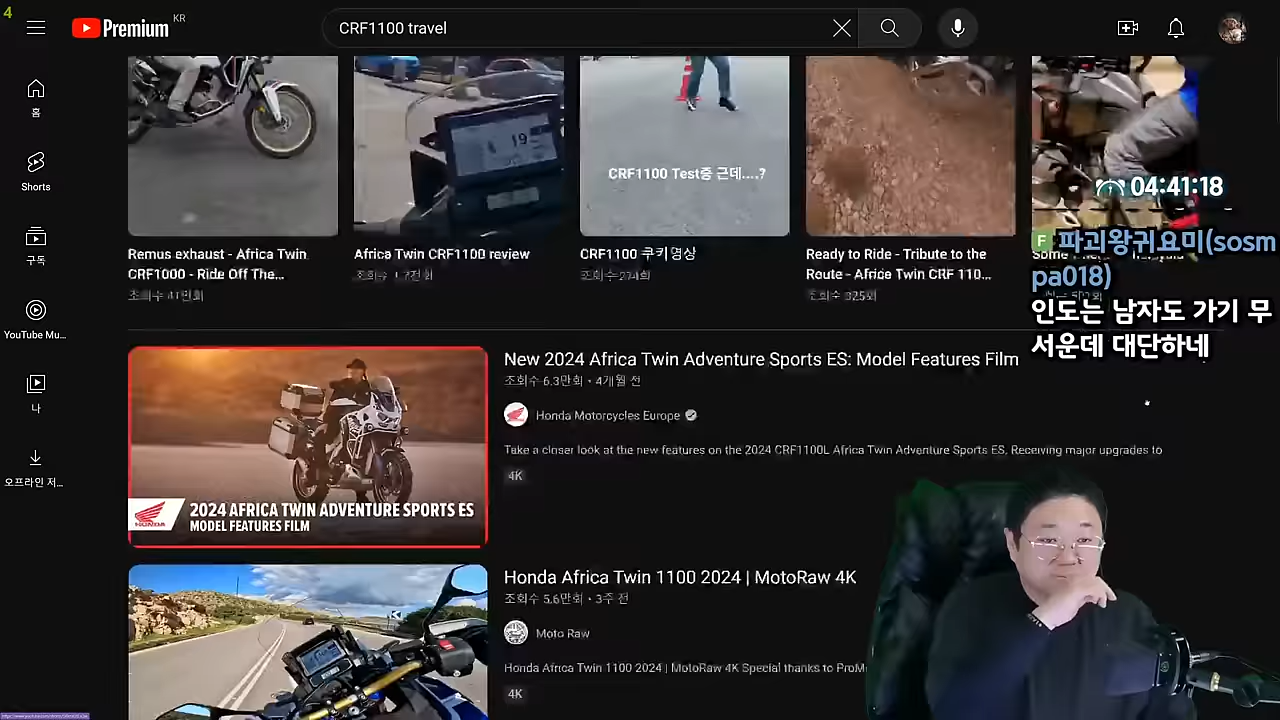 4
Premium
KR
CRF1100 travel
홈
Shorts
구독
YouTube Mu...
나
오프라인 저...
19
CRF1100 Test중 근데....?
04:41:18
Remus exhaust - Africa Twin
CRF1000 - Ride Off The...
Africa Twin CRF1100 review
CRF1100 쿠키영상
Ready to Ride - Tribute to the
Route - Africa Twin CRF 110...
파괴왕귀요미(sosm
pa018)
인도는 남자도 가기 무
서운데 대단하네
New 2024 Africa Twin Adventure Sports ES: Model Features Film
조회수 6.3만회 • 4개월 전
Honda Motorcycles Europe
Take a closer look at the new features on the 2024 CRF1100L Africa Twin Adventure Sports ES. Receiving major upgrades to
4K
HONDA
2024 AFRICA TWIN ADVENTURE SPORTS ES
MODEL FEATURES FILM
Honda Africa Twin 1100 2024 | MotoRaw 4K
조회수 5.6만회 • 3주 전
Moto Raw
Honda Africa Twin 1100 2024 | MotoRaw 4K Special thanks to ProM
4K